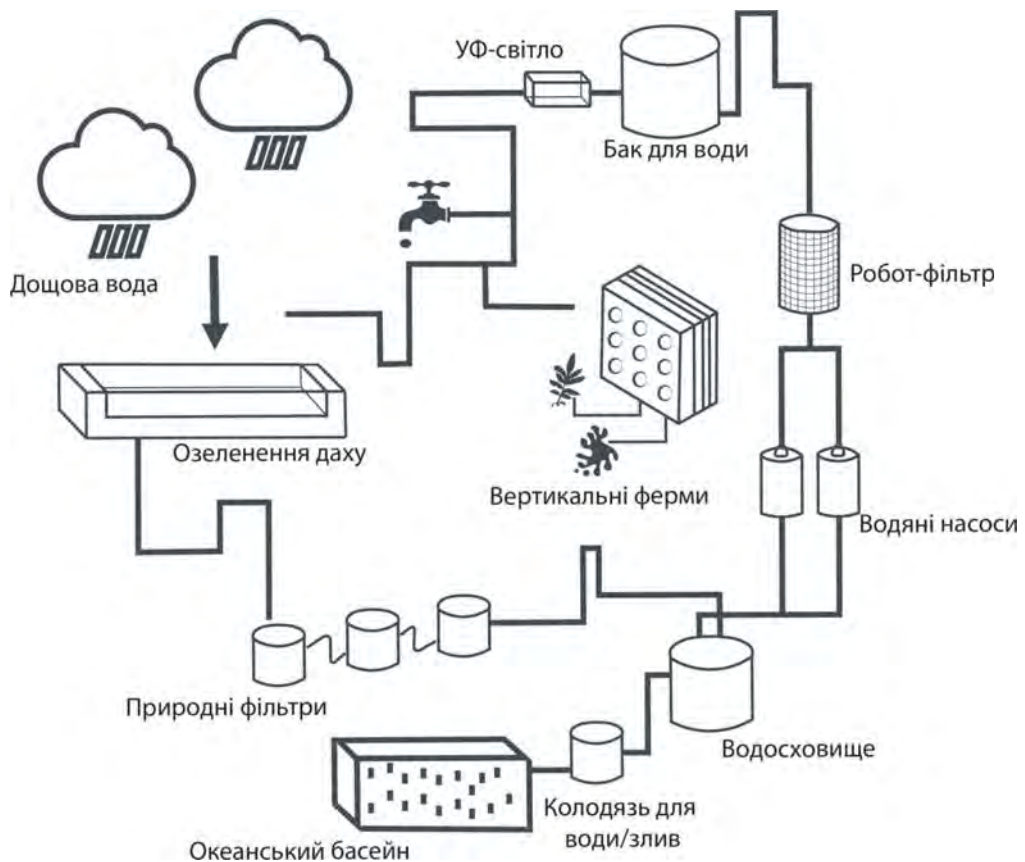 УФ-світло
Бак для води
Дощова вода
Робот-фільтр
Озеленення даху
Вертикальні ферми
Водяні насоси
Природні фільтри
Водосховище
Колодязь для
води/злив
Океанський басейн